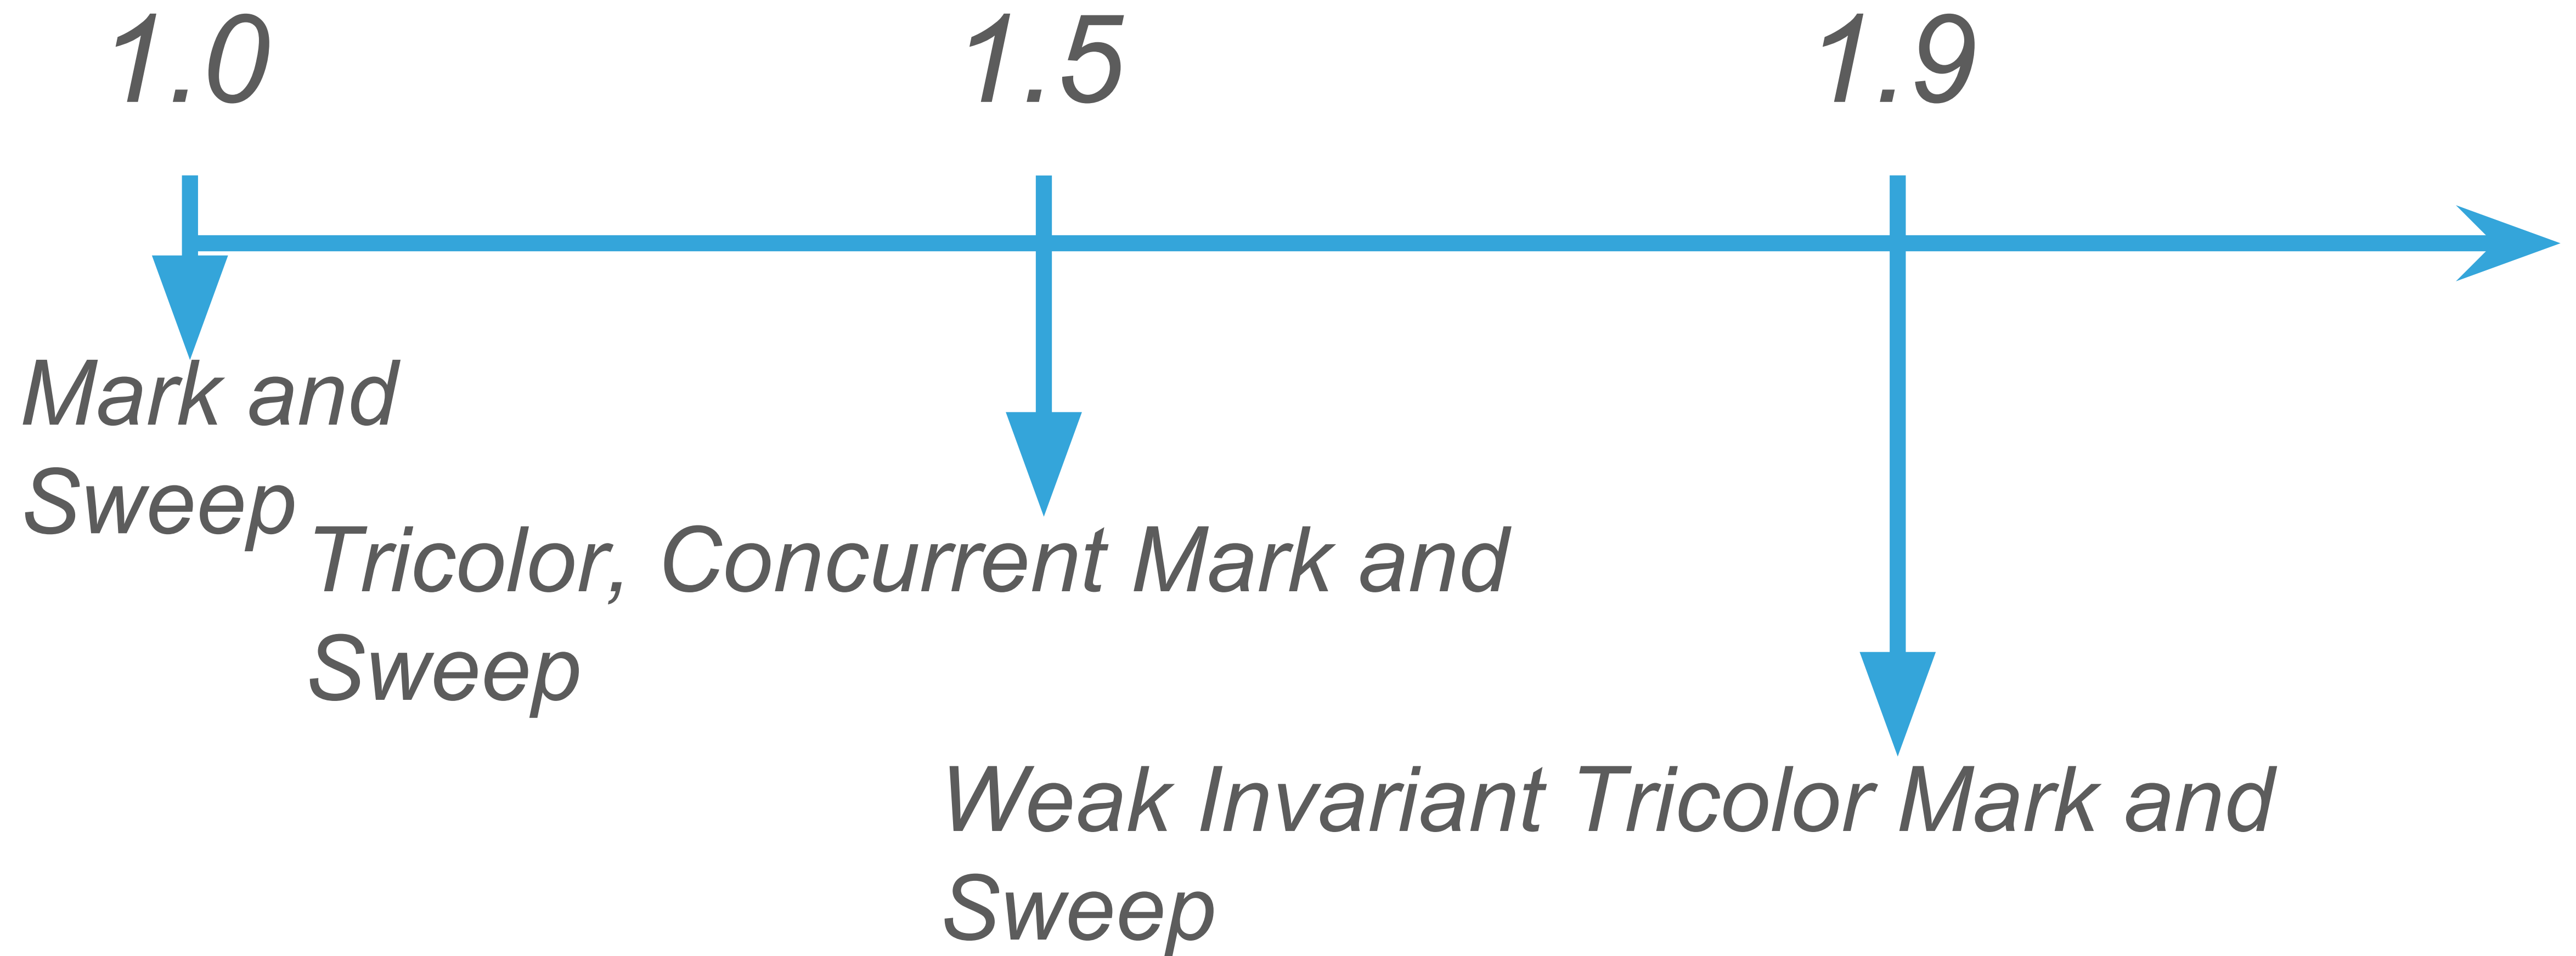 1.0
1.5
1.9
Mark and
Sweep
Tricolor, Concurrent Mark and
Sweep
Weak Invariant Tricolor Mark and
Sweep